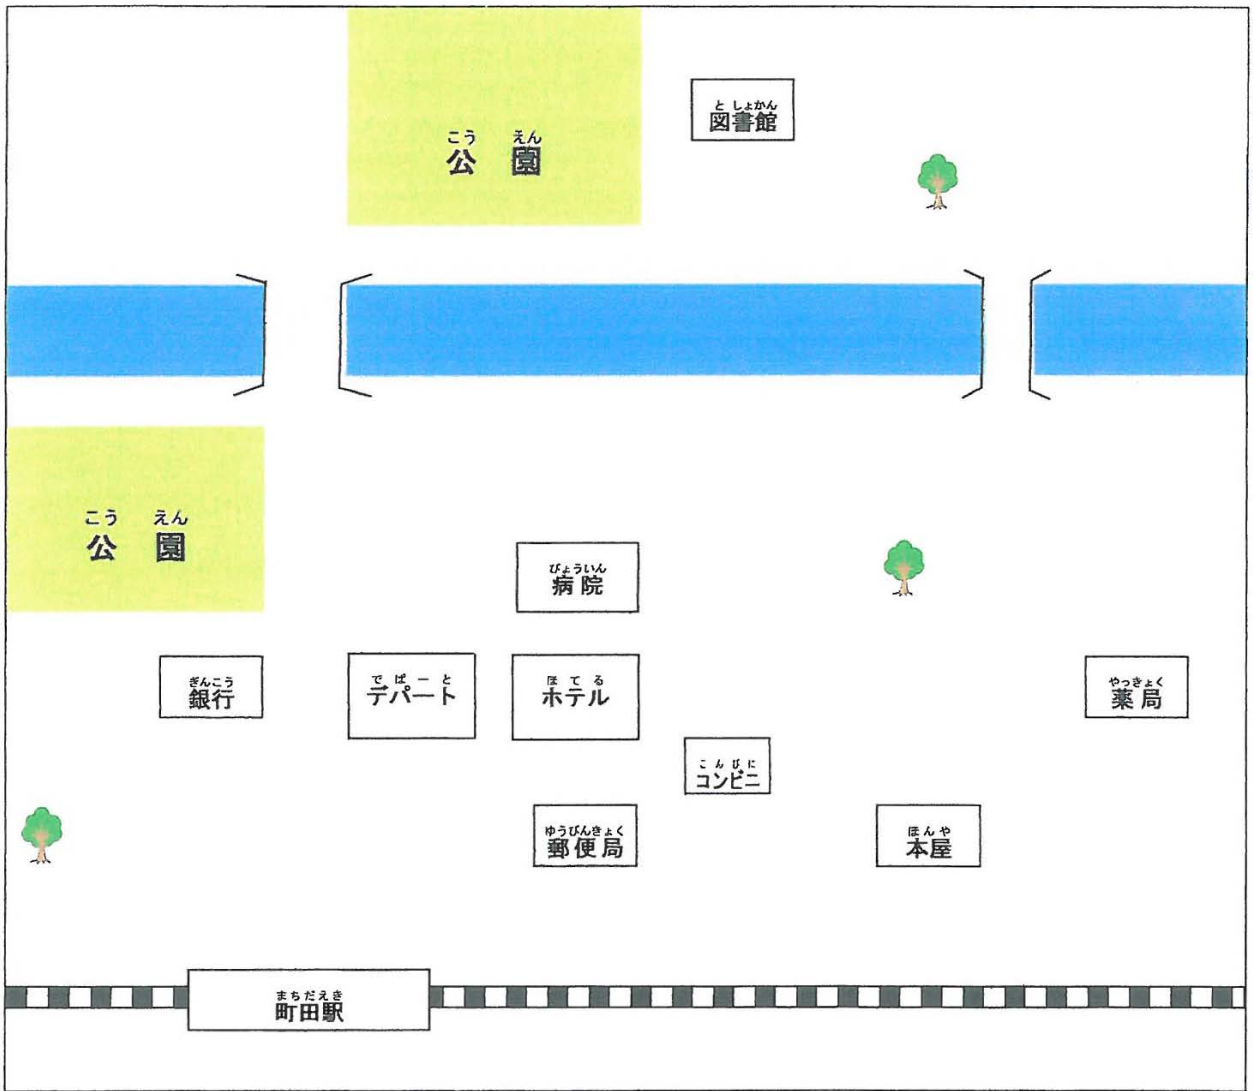 としょかん
図書館
こう えん
公 園
こう えん
公 園
びょういん
病院
ぎんこう
銀行
でぱーと
デパート
ほてる
ホテル
やっきょく
薬局
こんびに
コンビニ
ゆうびんきょく
郵便局
ほんや
本屋
まちだえき
町田駅